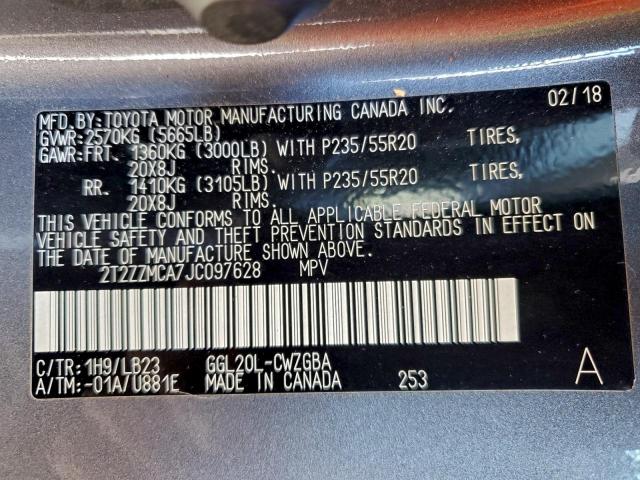 MFD.BY:TOYOTA MOTOR MANUFACTURING CANADA INC. 02/18
GVWR:2570KG (5665LB)
GAWR:FRT. 1360KG (3000LB) WITH P235/55R20 TIRES,
20X8J RIMS.
RR. 1410KG (3105LB) WITH P235/55R20 TIRES,
20X8J RIMS.
THIS VEHICLE CONFORMS TO ALL APPLICABLE FEDERAL MOTOR
VEHICLE SAFETY AND THEFT PREVENTION STANDARDS IN EFFECT ON
THE DATE OF MANUFACTURE SHOWN ABOVE.
2T2ZZMCA7JC097628 MPV
C/TR: 1H9/LB23 GGL20L-CWZGBA
A/TM:-01A/U881E MADE IN CANADA 253 A